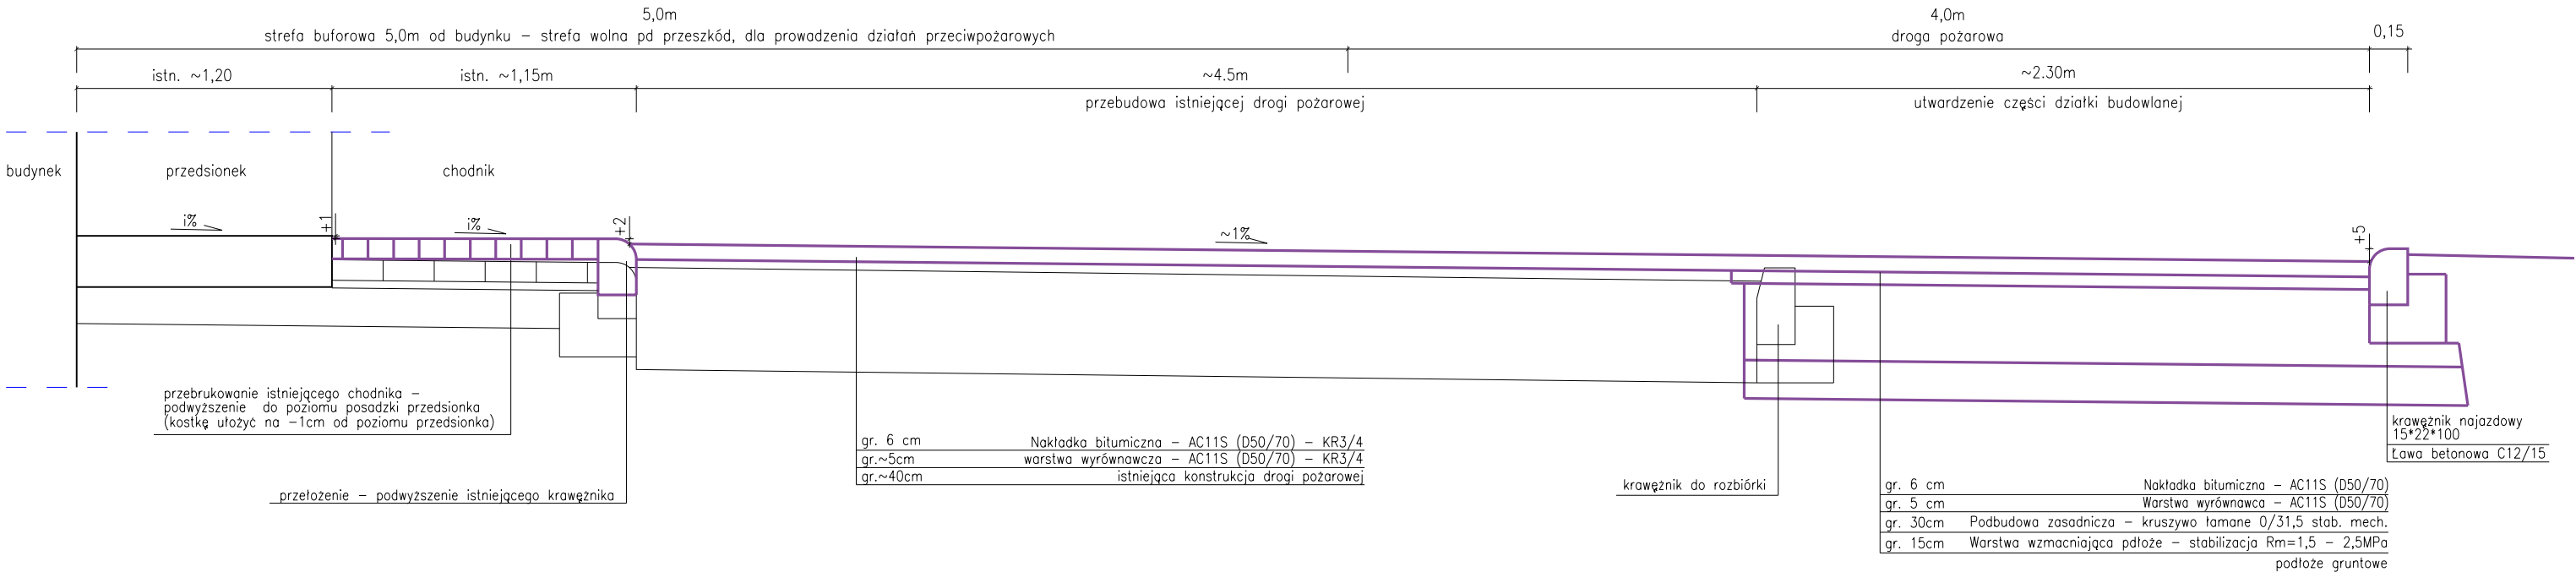 5,0m
strefa buforowa 5,0m od budynku – strefa wolna pd przeszkód, dla prowadzenia działań przeciwpożarowych
4,0m
droga pożarowa
0,15
istn. ~1,20
istn. ~1,15m
~4.5m
przebudowa istniejącej drogi pożarowej
~2.30m
utwardzenie części działki budowlanej
budynek
przedsionek
chodnik
i%
+1
i%
+2
~1%
+5
przebrukowanie istniejącego chodnika –
podwyższenie do poziomu posadzki przedsionka
(kostkę ułożyć na -1cm od poziomu przedsionka)
przełożenie – podwyższenie istniejącego krawężnika
gr. 6 cm Nakładka bitumiczna – AC11S (D50/70) – KR3/4
gr.~5cm warstwa wyrównawcza – AC11S (D50/70) – KR3/4
gr.~40cm istniejąca konstrukcja drogi pożarowej
krawężnik do rozbiórki
krawężnik najazdowy
15*22*100
Ława betonowa C12/15
gr. 6 cm Nakładka bitumiczna – AC11S (D50/70)
gr. 5 cm Warstwa wyrównawca – AC11S (D50/70)
gr. 30cm Podbudowa zasadnicza – kruszywo łamane 0/31,5 stab. mech.
gr. 15cm Warstwa wzmacniająca pdłoże – stabilizacja Rm=1,5 – 2,5MPa
podłoże gruntowe